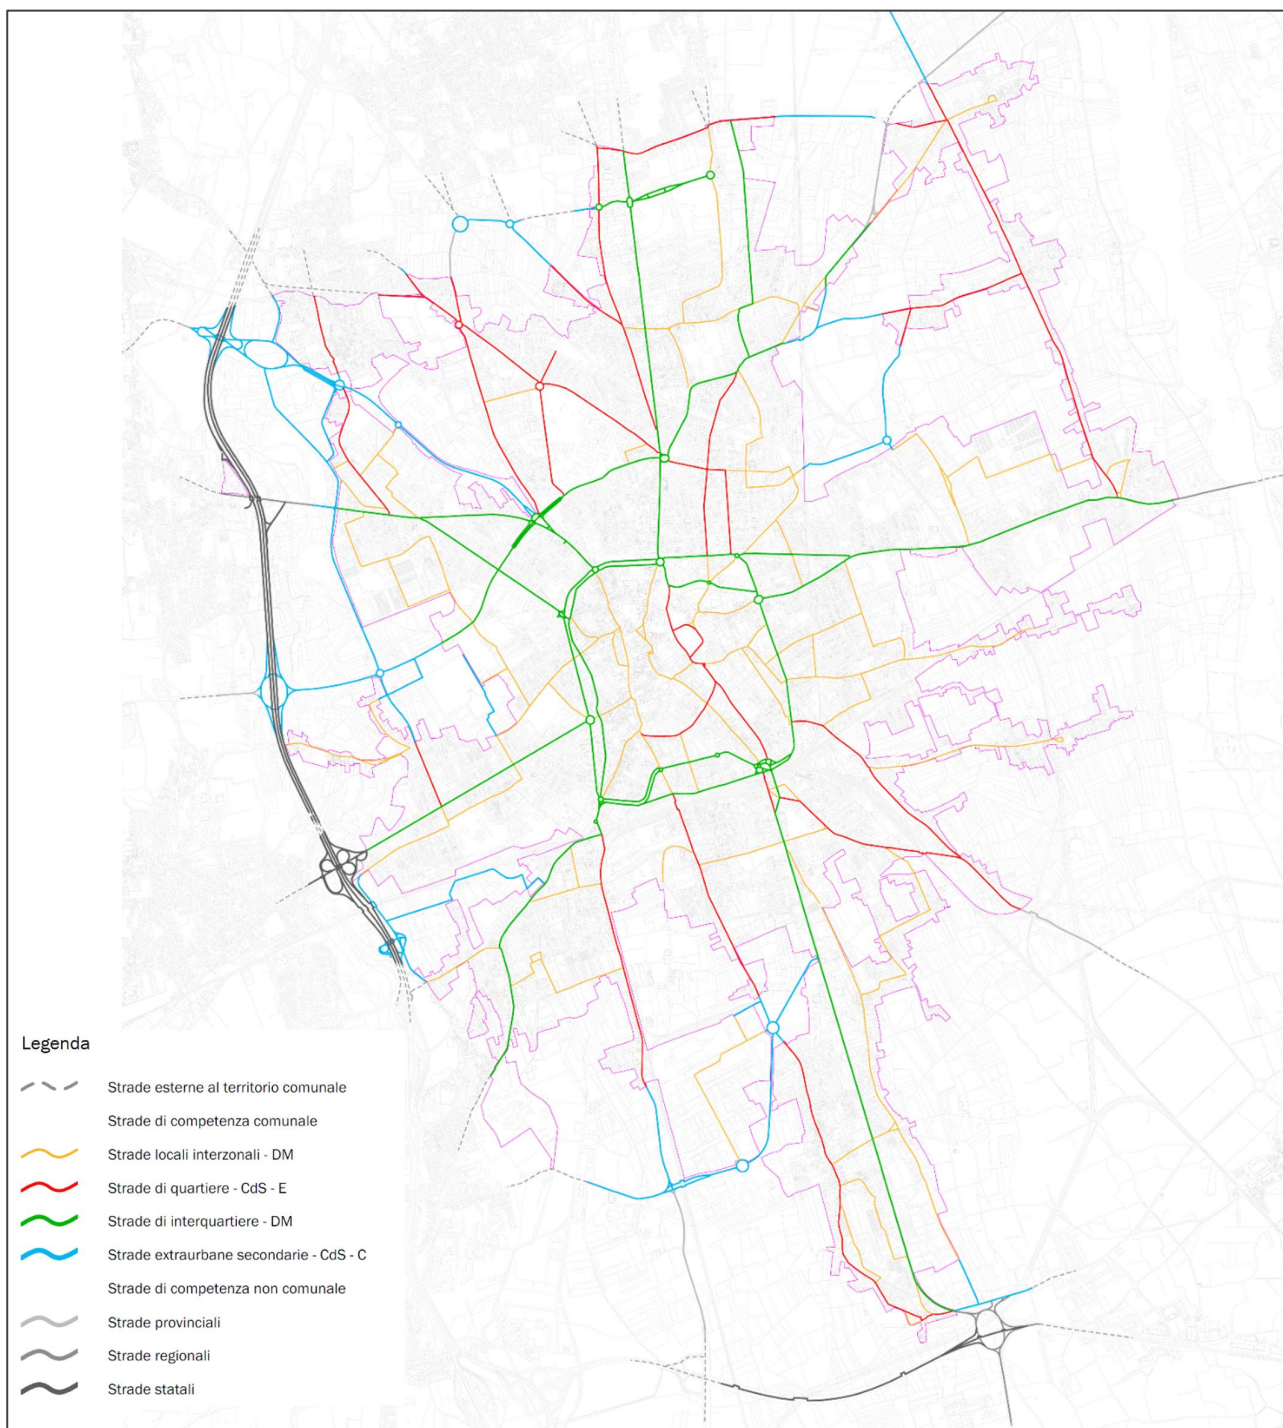 Legenda
Strade esterne al territorio comunale
Strade di competenza comunale
Strade locali interzonali - DM
Strade di quartiere - CdS - E
Strade di interquartiere - DM
Strade extraurbane secondarie - CdS - C
Strade di competenza non comunale
Strade provinciali
Strade regionali
Strade statali